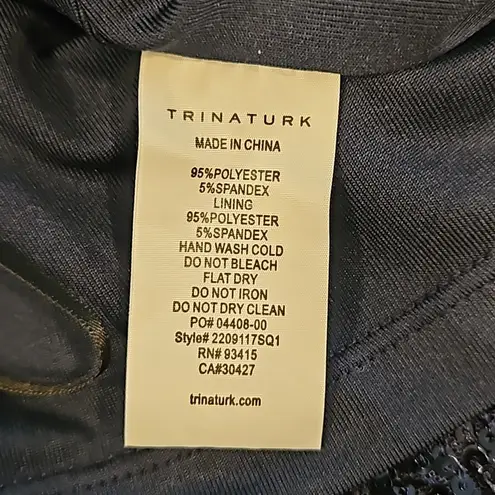 TRINATURK
MADE IN CHINA
95%POLYESTER
5%SPANDEX
LINING
95%POLYESTER
5%SPANDEX
HAND WASH COLD
DO NOT BLEACH
FLAT DRY
DO NOT IRON
DO NOT DRY CLEAN
PO# 04408-00
Style# 2209117SQ1
RN# 93415
CA#30427
trinaturk.com